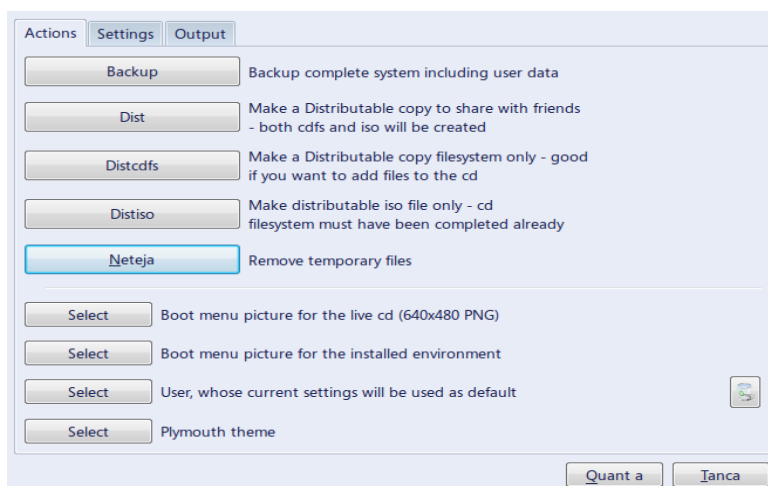 Actions Settings Output
Backup Backup complete system including user data
Dist Make a Distributable copy to share with friends
- both cdfs and iso will be created
Distcdfs Make a Distributable copy filesystem only - good
if you want to add files to the cd
Distiso Make distributable iso file only - cd
filesystem must have been completed already
Neteja Remove temporary files
Select Boot menu picture for the live cd (640x480 PNG)
Select Boot menu picture for the installed environment
Select User, whose current settings will be used as default
Select Plymouth theme
Quant a Tanca